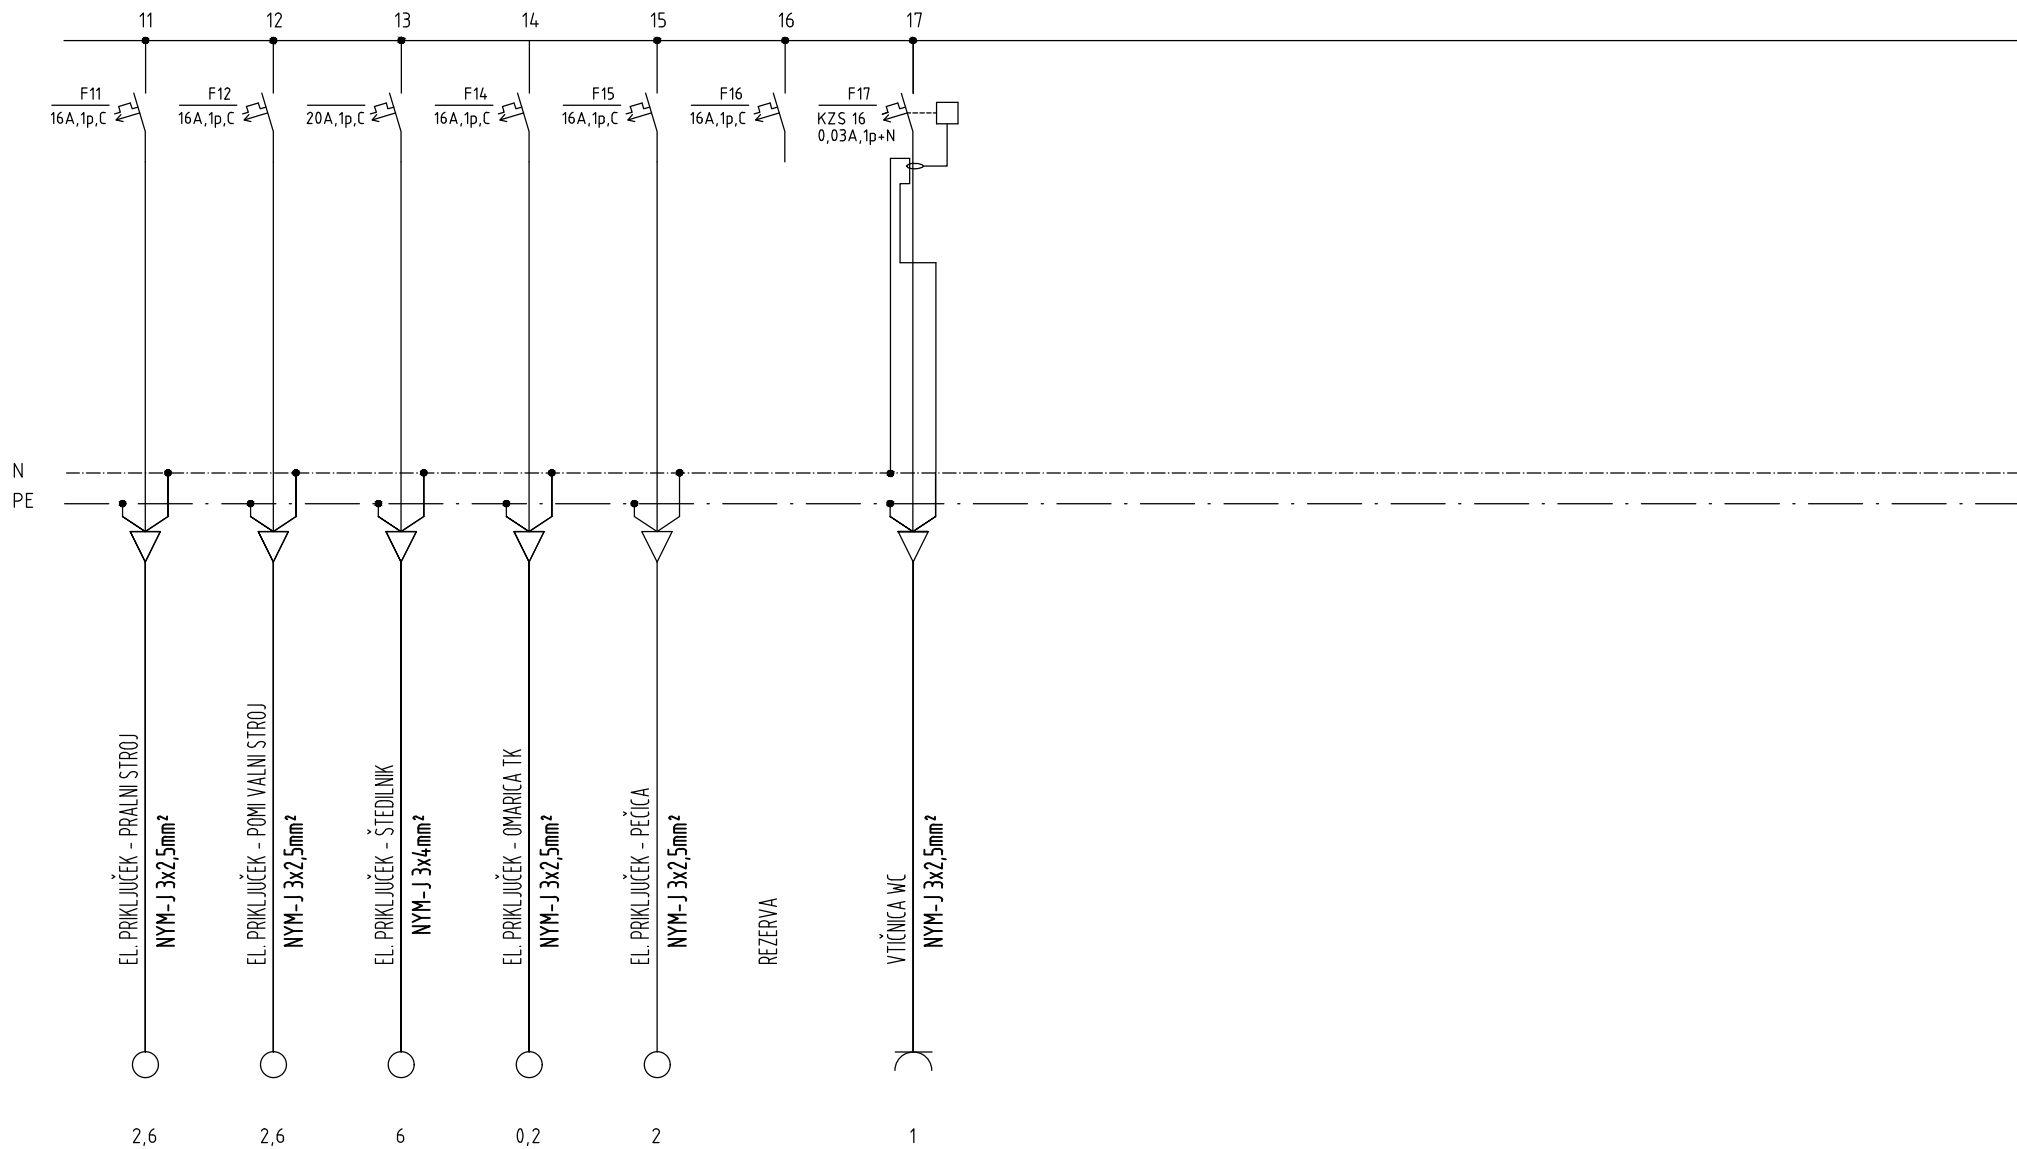 11
12
13
14
15
16
17
F11
16A,1p,C
F12
16A,1p,C
20A,1p,C
F14
16A,1p,C
F15
16A,1p,C
F16
16A,1p,C
F17
KZS 16
0,03A,1p+N
N
PE
EL. PRIKLJUČEK - PRALNI STROJ
NYM-J 3x2,5mm²
EL. PRIKLJUČEK - POMI VALNI STROJ
NYM-J 3x2,5mm²
EL. PRIKLJUČEK - ŠTEDILNIK
NYM-J 3x4mm²
EL. PRIKLJUČEK - OMARICA TK
NYM-J 3x2,5mm²
EL. PRIKLJUČEK - PEČICA
NYM-J 3x2,5mm²
REZERVA
VTIČNICA WC
NYM-J 3x2,5mm²
2,6
2,6
6
0,2
2
1